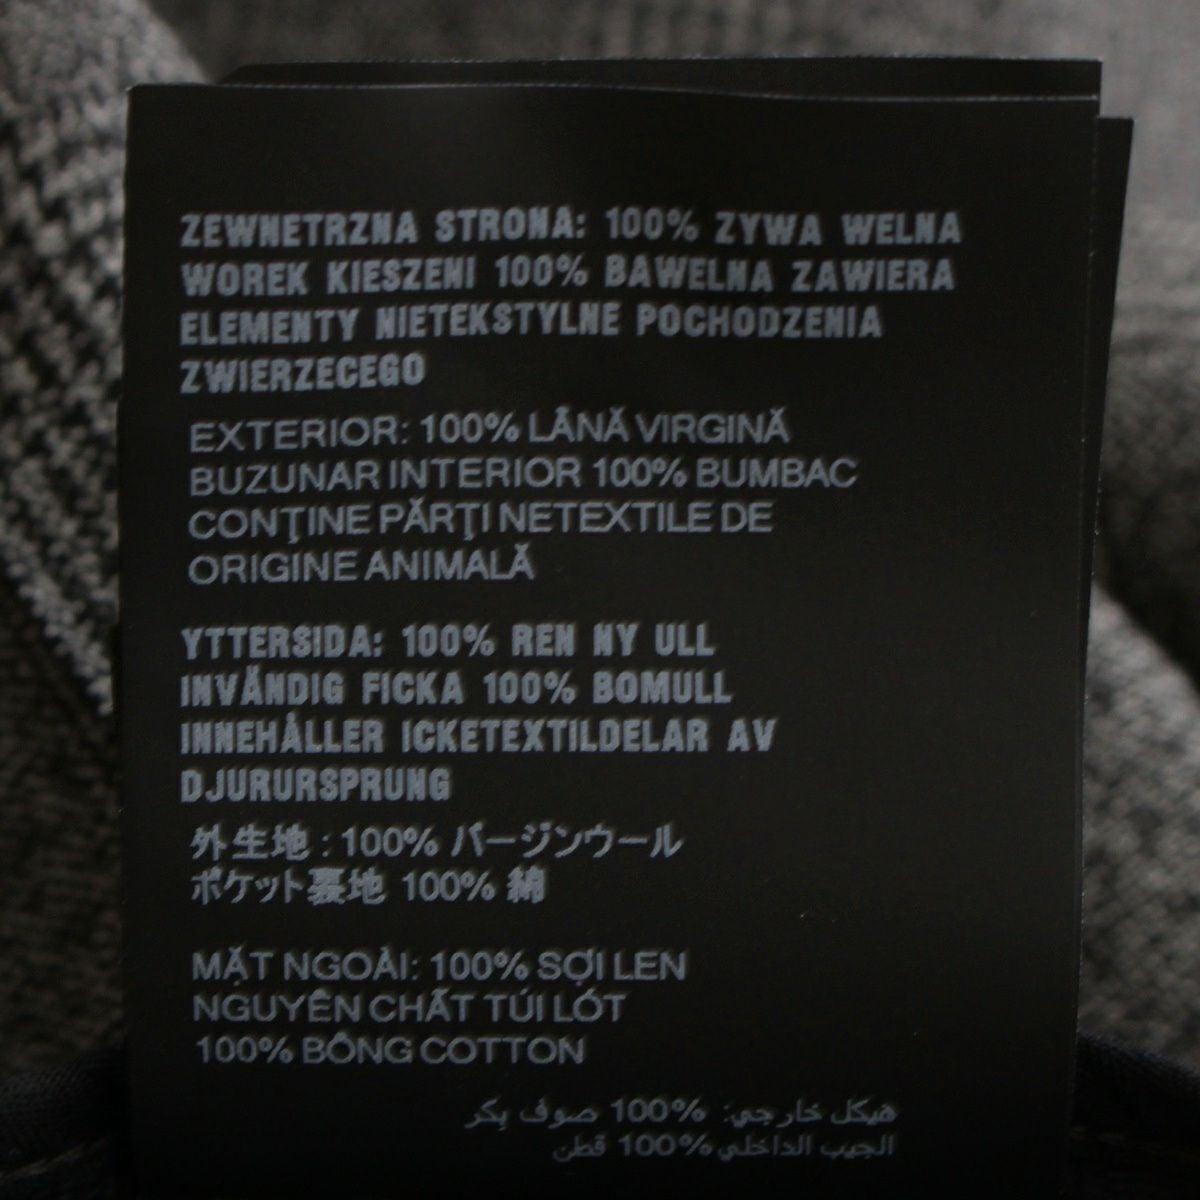 ZEWNETRZNA STRONA: 100% ZYWA WELNA
WOREK KIESZENI 100% BAWELNA ZAWIERA
ELEMENTY NIETEKSTYLNE POCHODZENIA
ZWIERZECEGO
EXTERIOR: 100% LÂNĂ VIRGINĂ
BUZUNAR INTERIOR 100% BUMBAC
CONŢINE PĂRŢI NETEXTILE DE
ORIGINE ANIMALĂ
YTTERSIDA: 100% REN NY ULL
INVÄNDIG FICKA 100% BOMULL
INNEHÅLLER ICKETEXTILDELAR AV
DJURURSPRUNG
外生地 : 100% バージンウール
ポケット裏地 100% 綿
MẶT NGOÀI: 100% SỢI LEN
NGUYÊN CHẤT TÚI LÓT
100% BÔNG COTTON
هيكل خارجي: 100% صوف بِكر
الجيب الداخلي 100% قطن